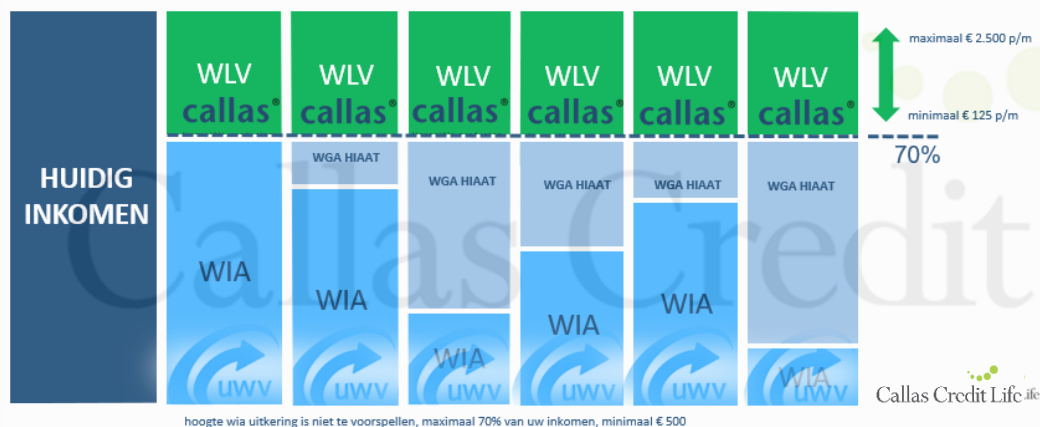 HUIDIG
INKOMEN
WLV
callas®
WLV
callas®
WLV
callas®
WLV
callas®
WLV
callas®
WLV
callas®
maximaal € 2.500 p/m
minimaal € 125 p/m
70%
WGA HIAAT
WGA HIAAT
WGA HIAAT
WGA HIAAT
WGA HIAAT
WIA
WIA
WIA
WIA
WIA
WIA
UWV
UWV
UWV
UWV
UWV
UWV
Callas Credit
Callas Credit Life.ife
hoogte wia uitkering is niet te voorspellen, maximaal 70% van uw inkomen, minimaal € 500